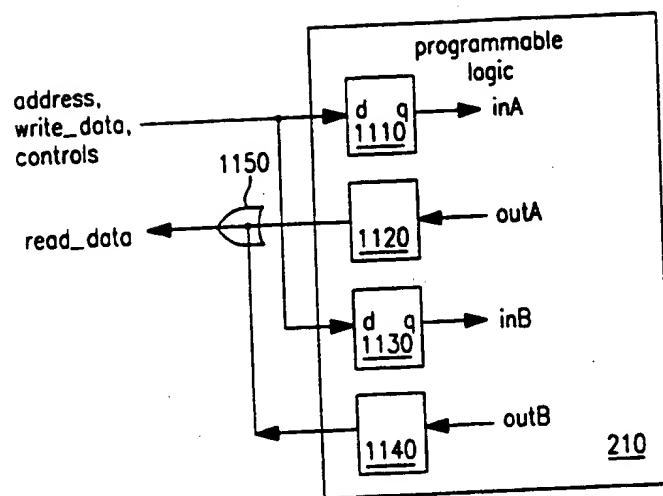 programmable
logic
address,
write_data,
controls
d q
1110
inA
1150
read_data
1120
outA
d q
1130
inB
1140
outB
210